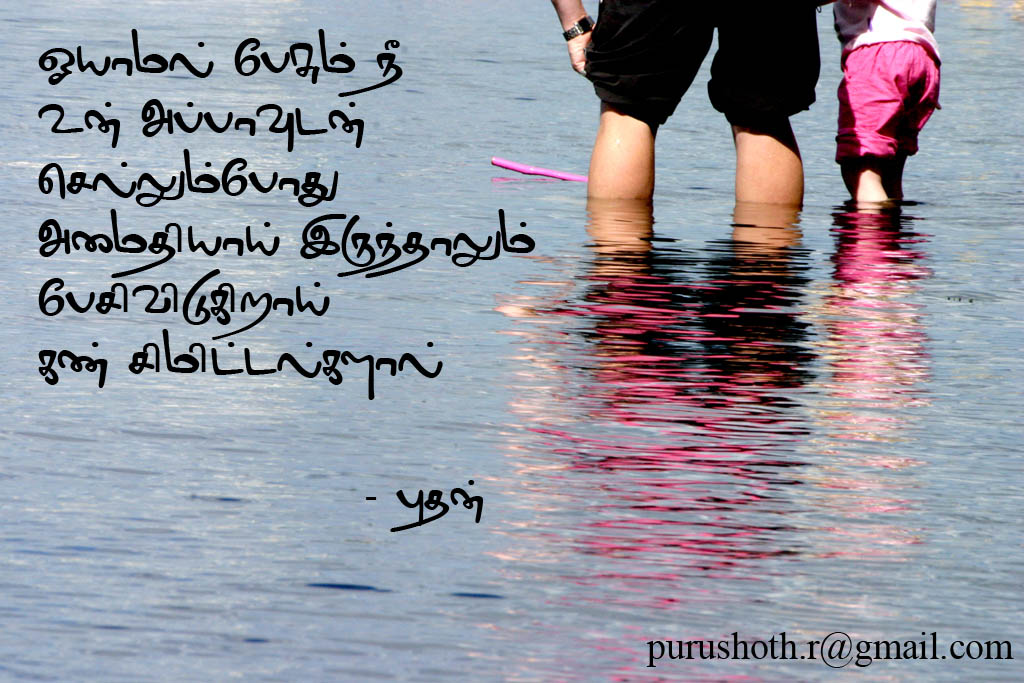 ஓயாமல் பேசும் நீ
உன் அப்பாவுடன்
செல்லும்போது
அமைதியாய் இருந்தாலும்
பேசிவிடுகிறாய்
கண் சிமிட்டல்களால்
- புதன்
purushoth.r@gmail.com